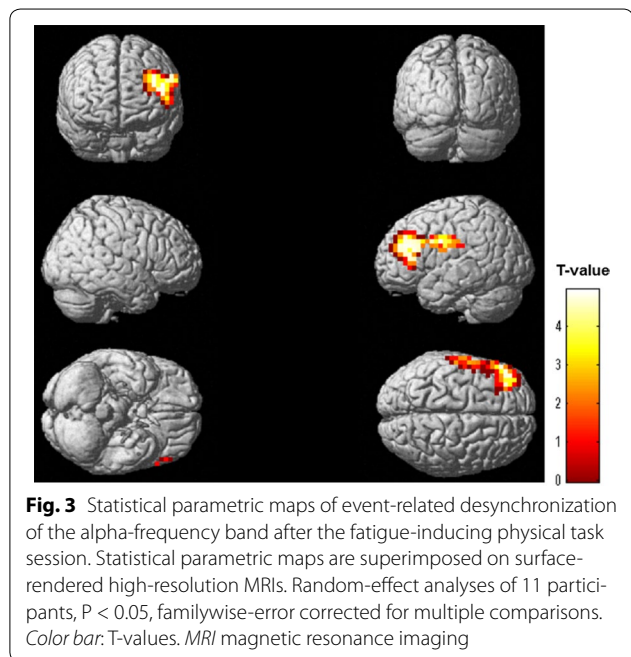 T-value
4
3
2
1
0
Fig. 3 Statistical parametric maps of event-related desynchronization
of the alpha-frequency band after the fatigue-inducing physical task
session. Statistical parametric maps are superimposed on surface-
rendered high-resolution MRIs. Random-effect analyses of 11 partici-
pants, P < 0.05, familywise-error corrected for multiple comparisons.
Color bar: T-values. MRI magnetic resonance imaging